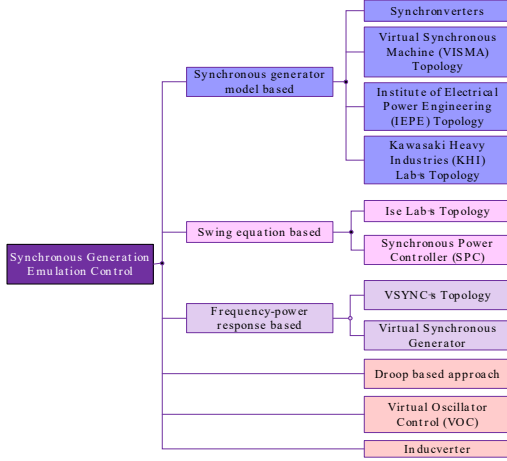 Synchronverters
Virtual Synchronous
Machine (VISMA)
Topology
Synchronous generator
model based
Institute of Electrical
Power Engineering
(IEPE) Topology
Kawasaki Heavy
Industries (KHI)
Lab's Topology
Ise Lab's Topology
Swing equation based
Synchronous Power
Controller (SPC)
Synchronous Generation
Emulation Control
VSYNC's Topology
Frequency-power
response based
Virtual Synchronous
Generator
Droop based approach
Virtual Oscillator
Control (VOC)
Inducverter